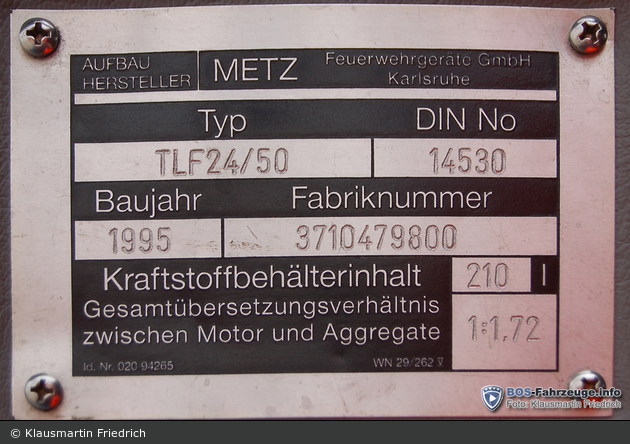 AUFBAU HERSTELLER METZ Feuerwehrgeräte GmbH Karlsruhe
Typ DIN No
TLF24/50 14530
Baujahr Fabriknummer
1995 3710479800
Kraftstoffbehälterinhalt 210 l
Gesamtübersetzungsverhältnis
zwischen Motor und Aggregate 1:1.72
Id. Nr. 020 94265 WN 29/262 V
BOS-Fahrzeuge.Info
Foto: Klausmartin Friedrich
© Klausmartin Friedrich